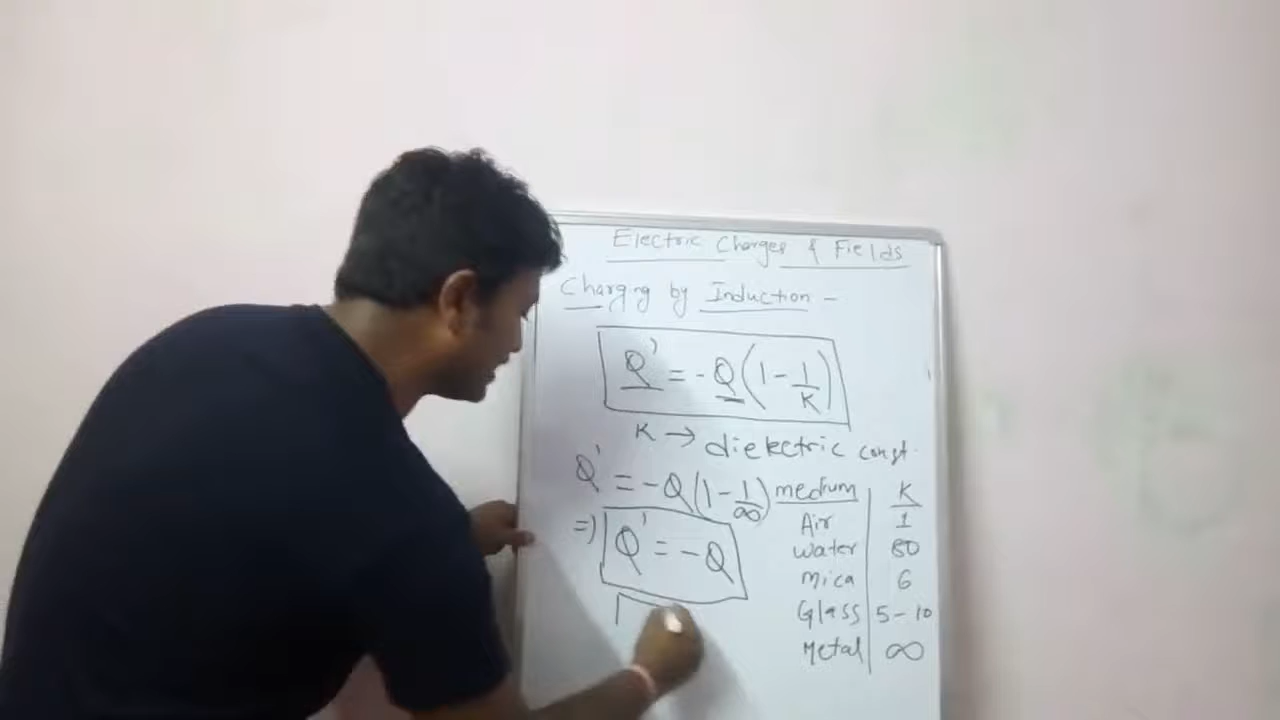 Electric Charges & Fields
Charging by Induction -
Q' = -Q(1 - 1/K)
K → dielectric const.
Q' = -Q(1 - 1/∞)
=) Q' = -Q
medium K
Air 1
water 80
mica 6
Glass 5-10
Metal ∞